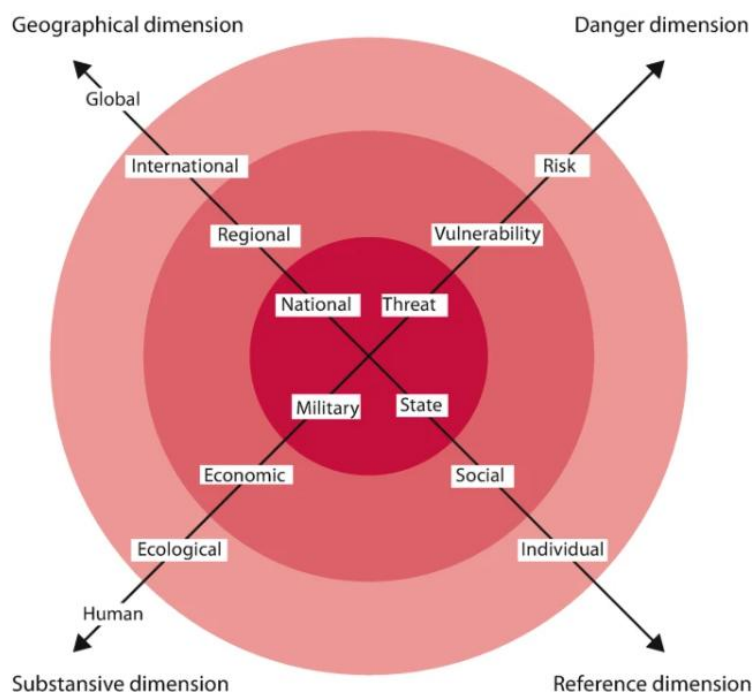 Geographical dimension
Danger dimension
Global
International
Risk
Regional
Vulnerability
National
Threat
Military
State
Economic
Social
Ecological
Individual
Human
Substansive dimension
Reference dimension